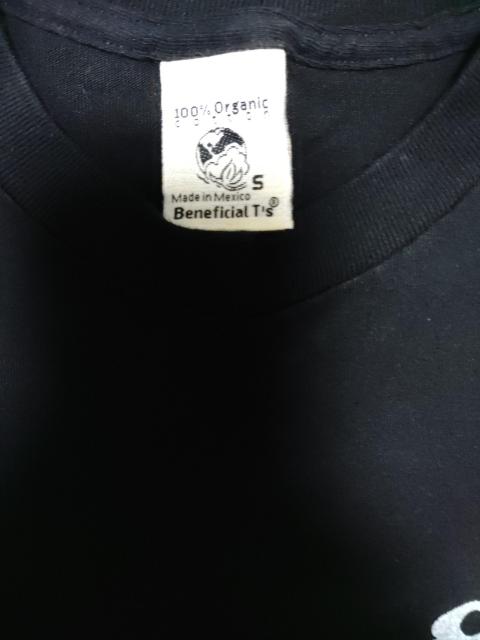 100% Organic
S
Made in Mexico
Beneficial T's®